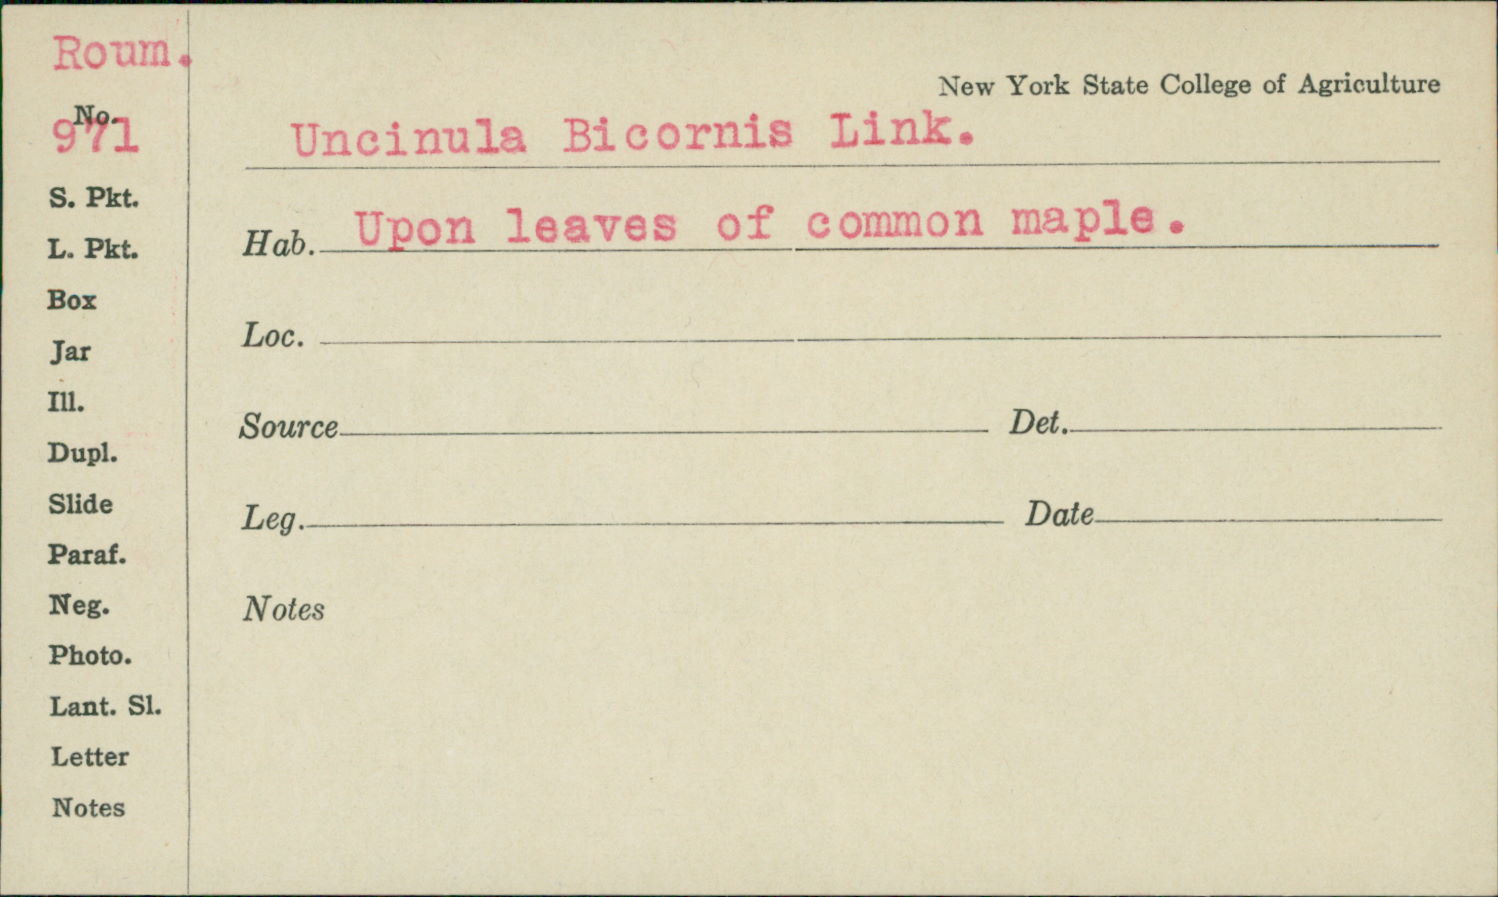 Roum.
New York State College of Agriculture
No.
971
Uncinula Bicornis Link.
S. Pkt.
Hab. Upon leaves of common maple.
L. Pkt.
Box
Loc.
Jar
Ill.
Source Det.
Dupl.
Slide
Leg. Date
Paraf.
Neg.
Notes
Photo.
Lant. Sl.
Letter
Notes